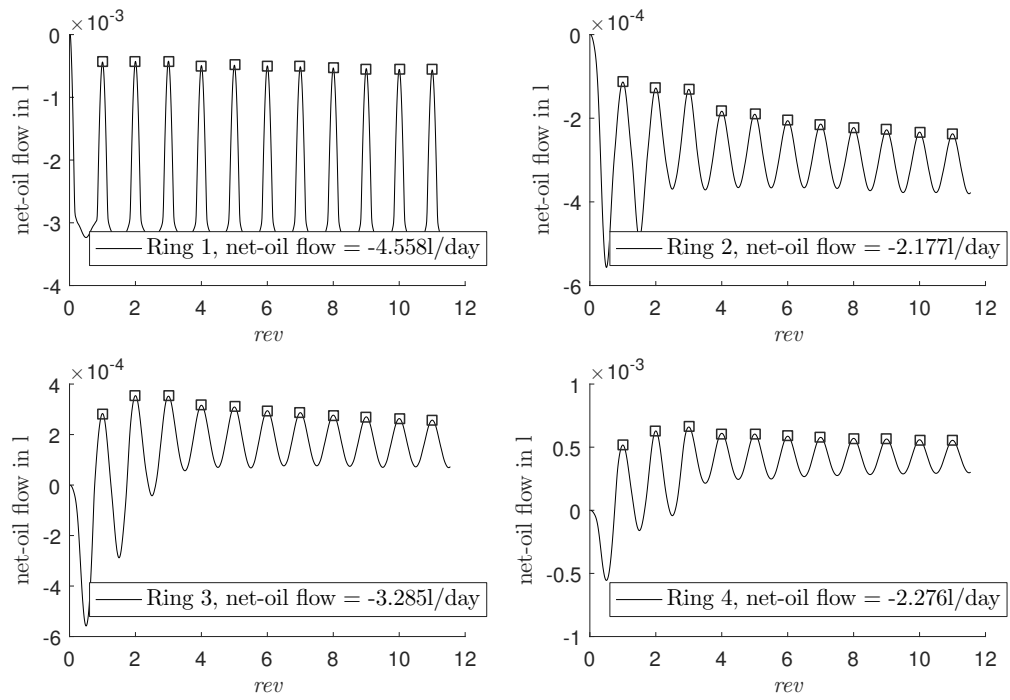 ×10⁻³
0
-1
-2
-3
-4
net-oil flow in l
Ring 1, net-oil flow = -4.558l/day
0 2 4 6 8 10 12
rev
×10⁻⁴
0
-2
-4
-6
net-oil flow in l
Ring 2, net-oil flow = -2.177l/day
0 2 4 6 8 10 12
rev
×10⁻⁴
4
2
0
-2
-4
-6
net-oil flow in l
Ring 3, net-oil flow = -3.285l/day
0 2 4 6 8 10 12
rev
×10⁻³
1
0.5
0
-0.5
-1
net-oil flow in l
Ring 4, net-oil flow = -2.276l/day
0 2 4 6 8 10 12
rev